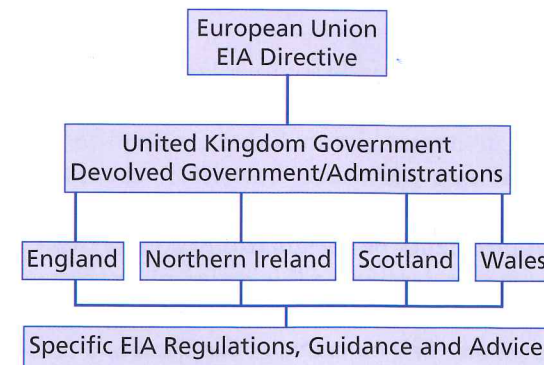 European Union
EIA Directive
United Kingdom Government
Devolved Government/Administrations
England
Northern Ireland
Scotland
Wales
Specific EIA Regulations, Guidance and Advice